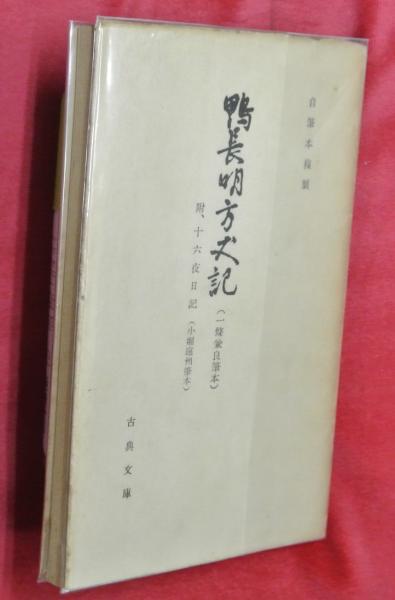 自筆本複製
鴨長明方丈記
(一條兼良筆本)
附、十六夜日記(小堀遠州筆本)
古典文庫